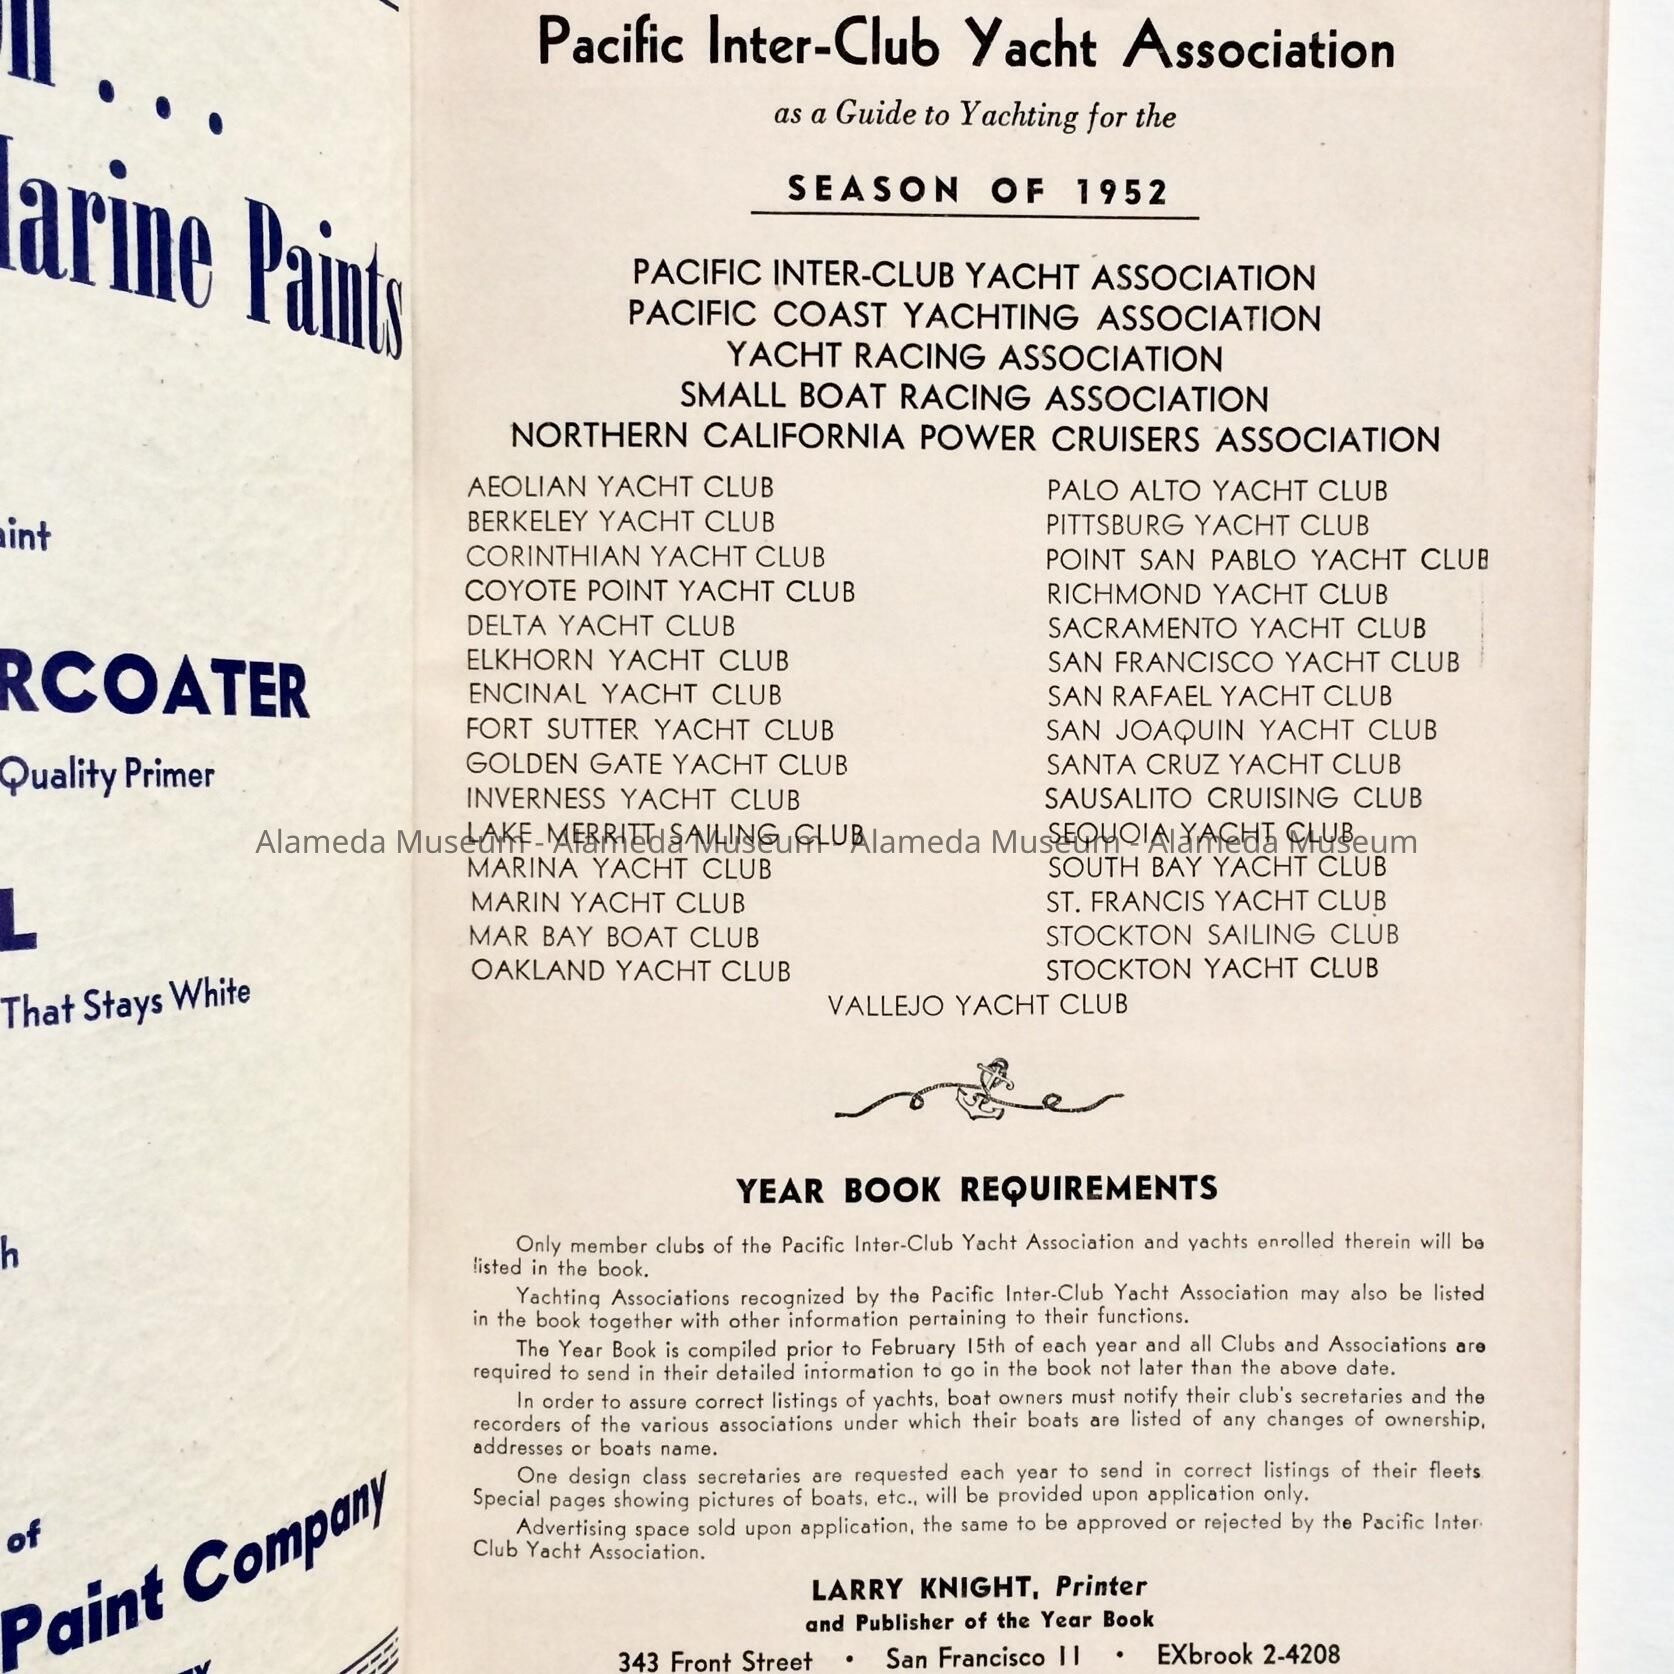 Marine Paints
RCOATER
Quality Primer
That Stays White
of
Paint Company
Pacific Inter-Club Yacht Association
as a Guide to Yachting for the
SEASON OF 1952
PACIFIC INTER-CLUB YACHT ASSOCIATION
PACIFIC COAST YACHTING ASSOCIATION
YACHT RACING ASSOCIATION
SMALL BOAT RACING ASSOCIATION
NORTHERN CALIFORNIA POWER CRUISERS ASSOCIATION
AEOLIAN YACHT CLUB
BERKELEY YACHT CLUB
CORINTHIAN YACHT CLUB
COYOTE POINT YACHT CLUB
DELTA YACHT CLUB
ELKHORN YACHT CLUB
ENCINAL YACHT CLUB
FORT SUTTER YACHT CLUB
GOLDEN GATE YACHT CLUB
INVERNESS YACHT CLUB
LAKE MERRITT SAILING CLUB
MARINA YACHT CLUB
MARIN YACHT CLUB
MAR BAY BOAT CLUB
OAKLAND YACHT CLUB
PALO ALTO YACHT CLUB
PITTSBURG YACHT CLUB
POINT SAN PABLO YACHT CLUB
RICHMOND YACHT CLUB
SACRAMENTO YACHT CLUB
SAN FRANCISCO YACHT CLUB
SAN RAFAEL YACHT CLUB
SAN JOAQUIN YACHT CLUB
SANTA CRUZ YACHT CLUB
SAUSALITO CRUISING CLUB
SEQUOIA YACHT CLUB
SOUTH BAY YACHT CLUB
ST. FRANCIS YACHT CLUB
STOCKTON SAILING CLUB
STOCKTON YACHT CLUB
VALLEJO YACHT CLUB
Alameda Museum - Alameda Museum - Alameda Museum - Alameda Museum
YEAR BOOK REQUIREMENTS
Only member clubs of the Pacific Inter-Club Yacht Association and yachts enrolled therein will be
listed in the book.
Yachting Associations recognized by the Pacific Inter-Club Yacht Association may also be listed
in the book together with other information pertaining to their functions.
The Year Book is compiled prior to February 15th of each year and all Clubs and Associations are
required to send in their detailed information to go in the book not later than the above date.
In order to assure correct listings of yachts, boat owners must notify their club's secretaries and the
recorders of the various associations under which their boats are listed of any changes of ownership,
addresses or boats name.
One design class secretaries are requested each year to send in correct listings of their fleets
Special pages showing pictures of boats, etc., will be provided upon application only.
Advertising space sold upon application, the same to be approved or rejected by the Pacific Inter-
Club Yacht Association.
LARRY KNIGHT, Printer
and Publisher of the Year Book
343 Front Street • San Francisco 11 • EXbrook 2-4208